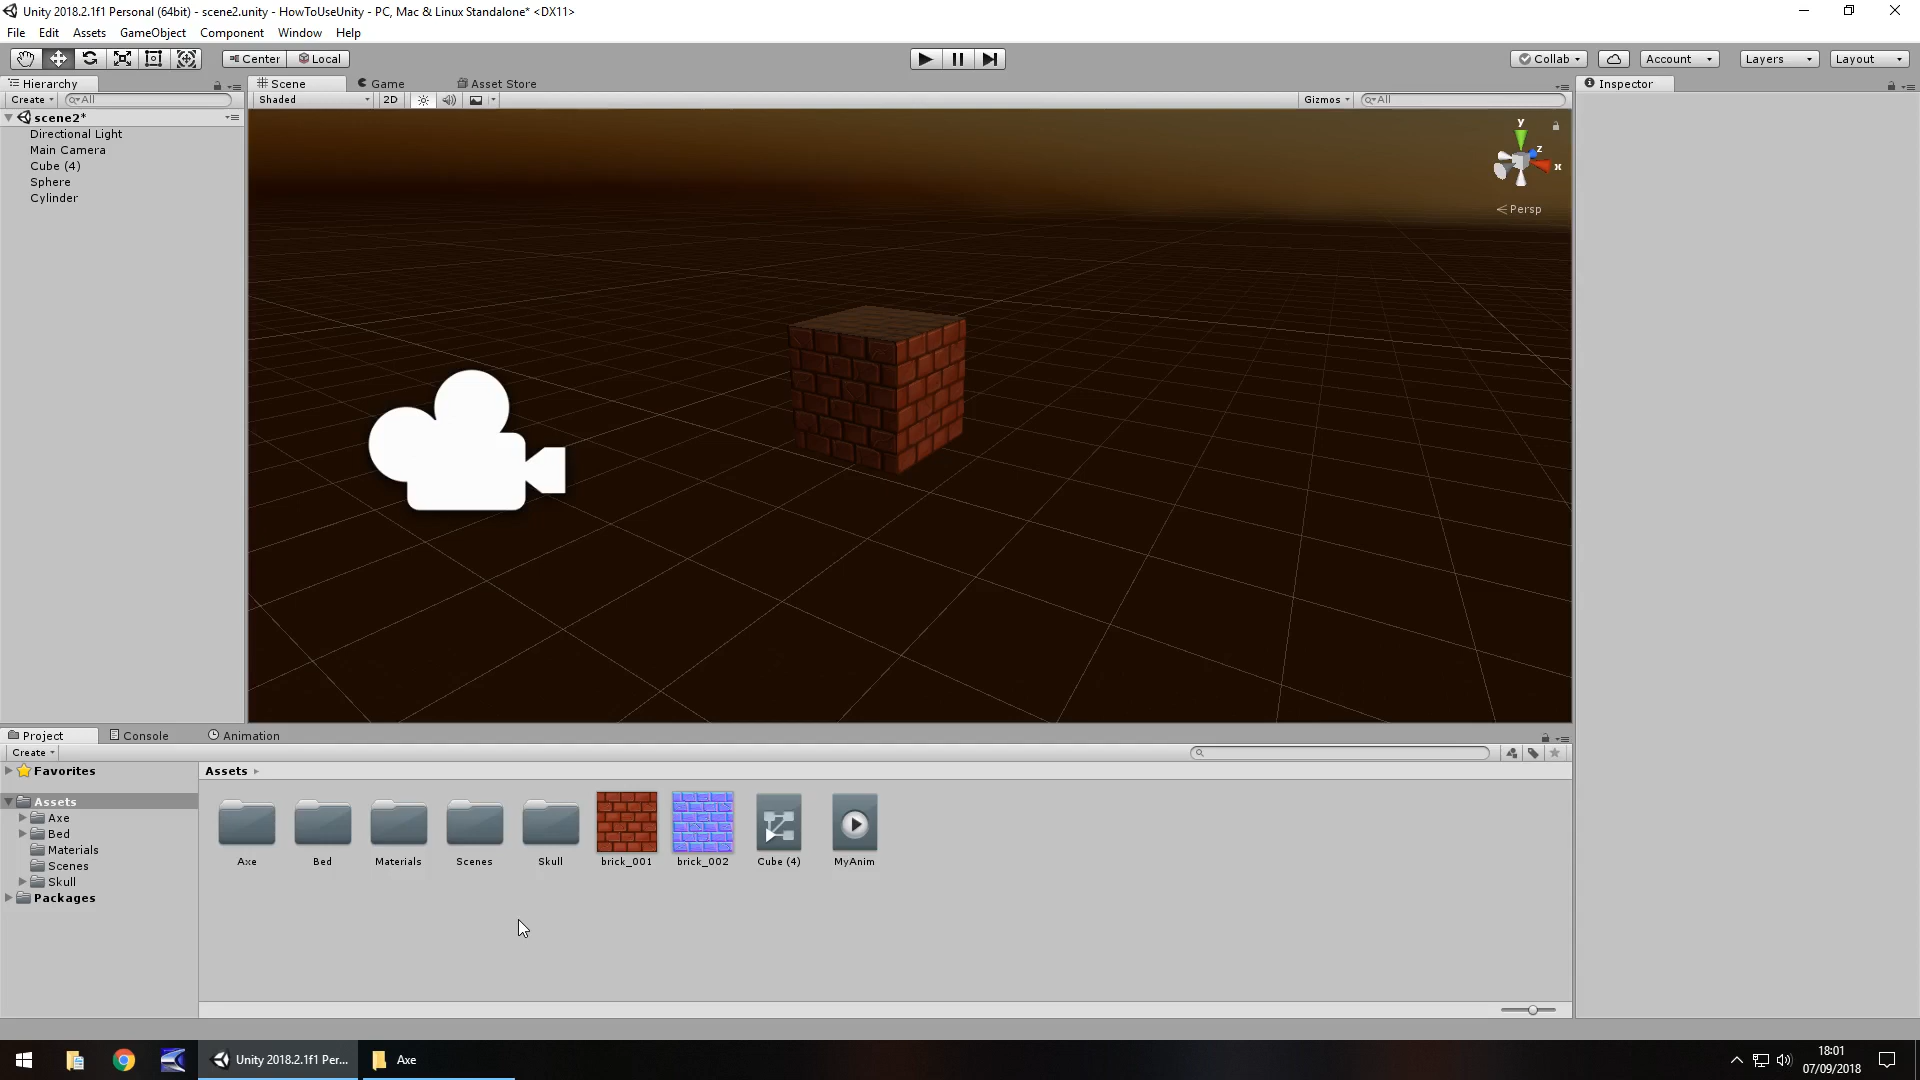 Unity 2018.2.1f1 Personal (64bit) - scene2.unity - HowToUseUnity - PC, Mac & Linux Standalone* <DX11>
File Edit Assets GameObject Component Window Help
Center Local Collab Account Layers Layout
Hierarchy Scene Game Asset Store Inspector
Create All Shaded 2D Gizmos All
scene2*
Directional Light
Main Camera
Cube (4)
Sphere
Cylinder
y
z
x
Persp
Project Console Animation
Create
Favorites
Assets
Axe
Bed
Materials
Scenes
Skull
Packages
Assets
Axe Bed Materials Scenes Skull brick_001 brick_002 Cube (4) MyAnim
Unity 2018.2.1f1 Per... Axe
18:01
07/09/2018